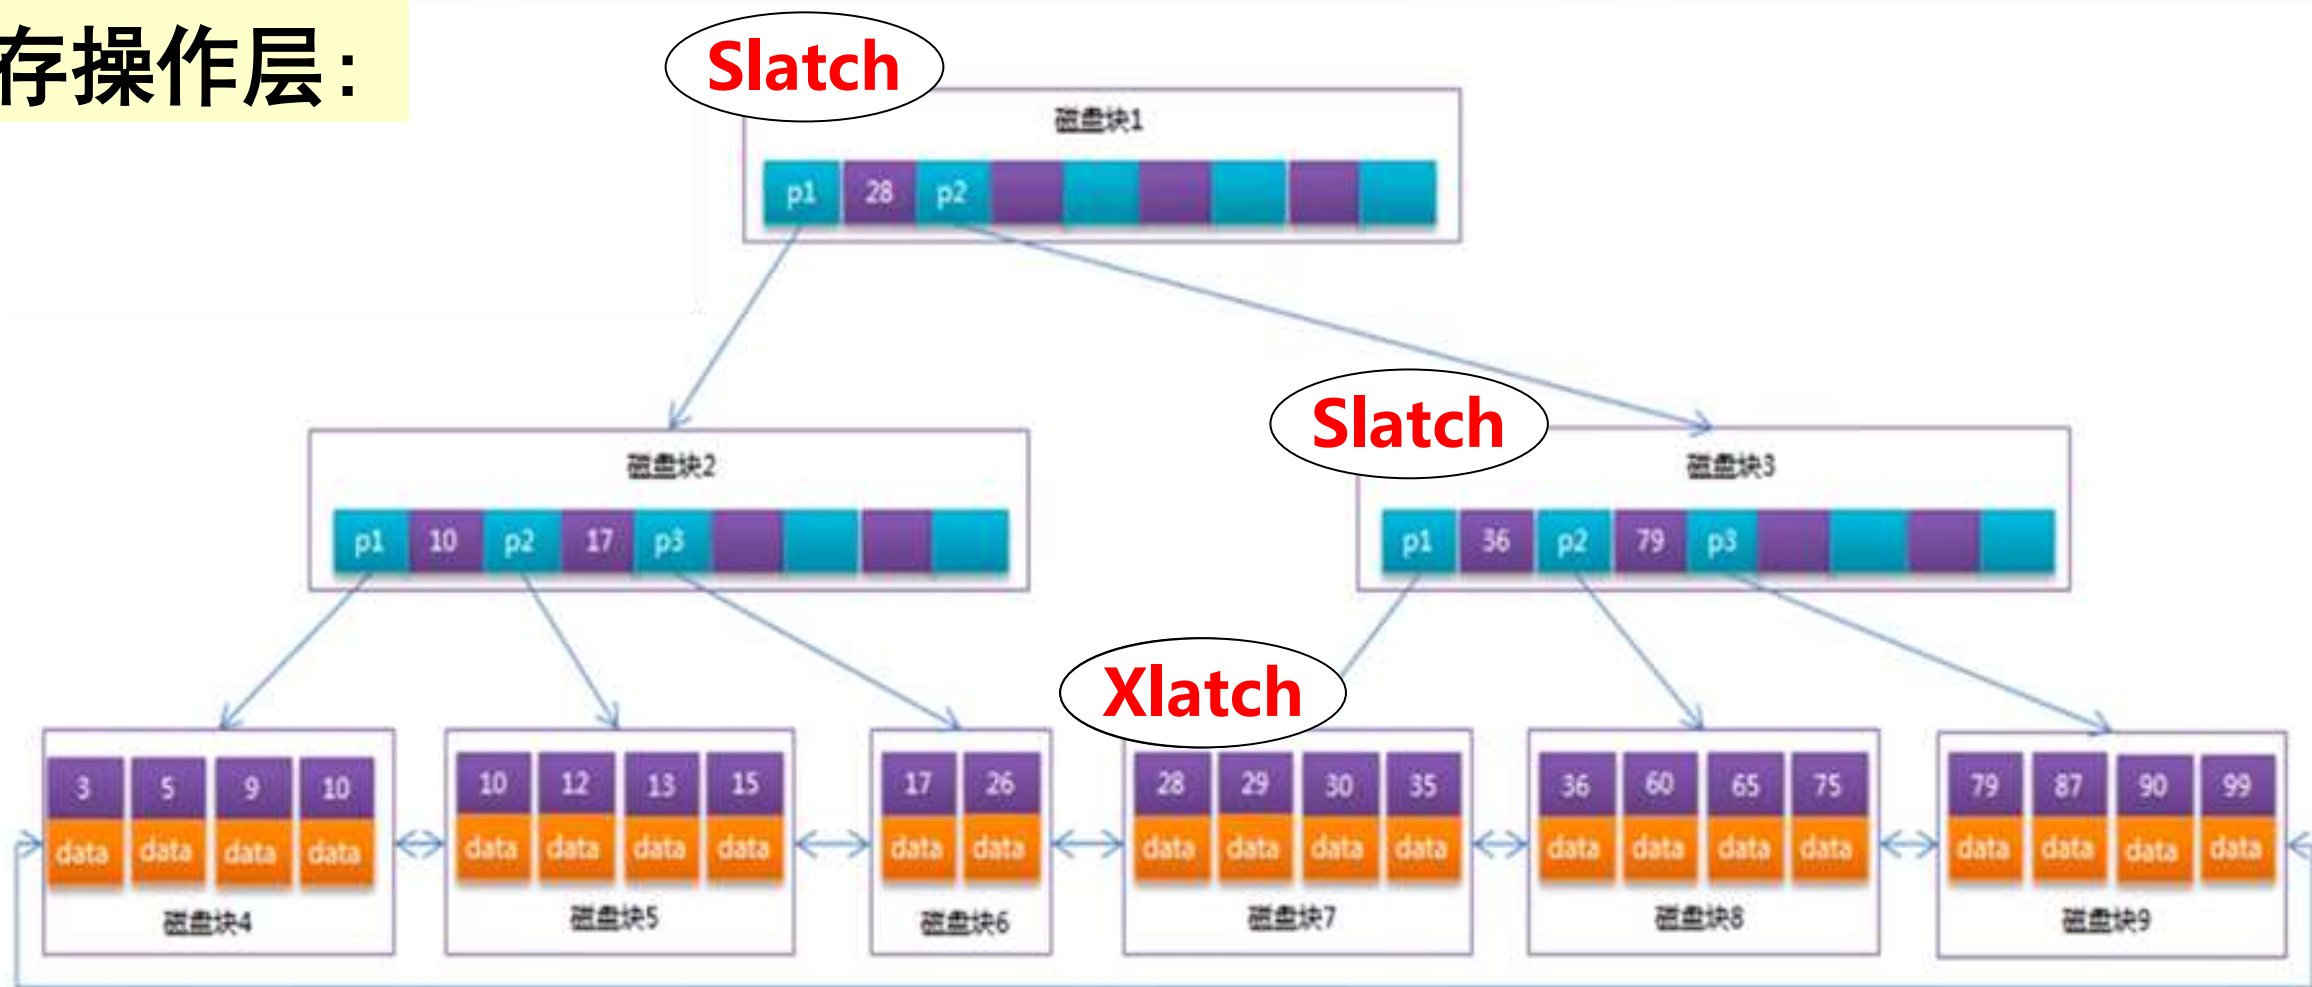 存操作层:
Slatch
磁盘块1
p1 28 p2
Slatch
磁盘块2
磁盘块3
p1 10 p2 17 p3
p1 36 p2 79 p3
Xlatch
3 5 9 10
10 12 13 15
17 26
28 29 30 35
36 60 65 75
79 87 90 99
data data data data
data data data data
data data
data data data data
data data data data
data data data data
磁盘块4
磁盘块5
磁盘块6
磁盘块7
磁盘块8
磁盘块9